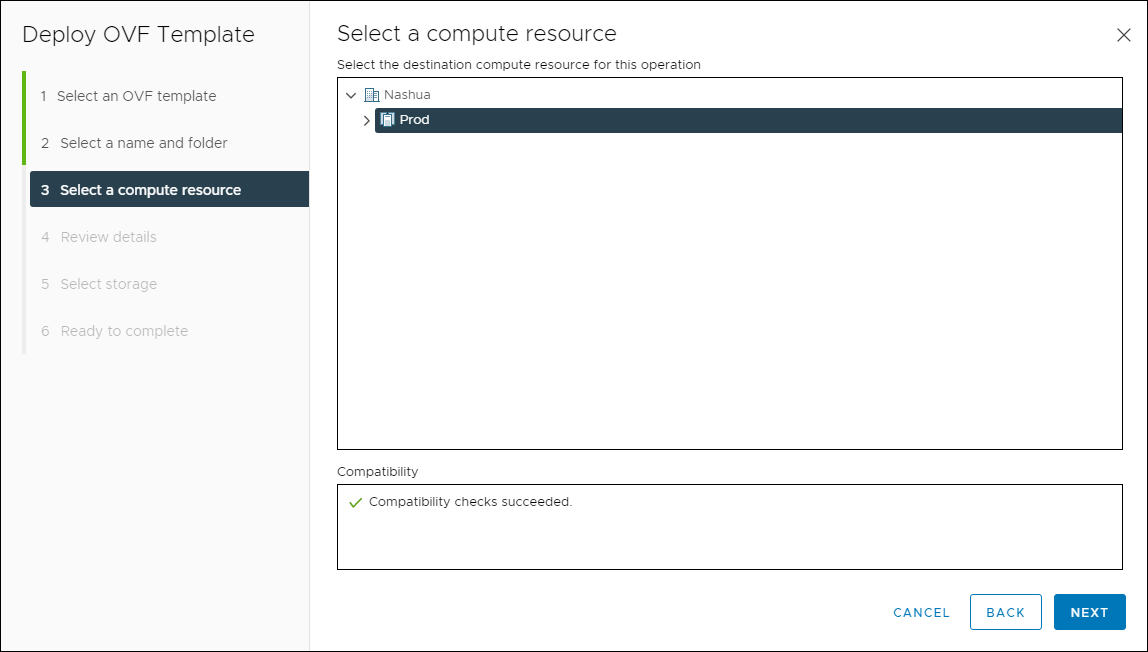 Deploy OVF Template
1 Select an OVF template
2 Select a name and folder
3 Select a compute resource
4 Review details
5 Select storage
6 Ready to complete
Select a compute resource
Select the destination compute resource for this operation
Nashua
Prod
Compatibility
Compatibility checks succeeded.
CANCEL BACK NEXT